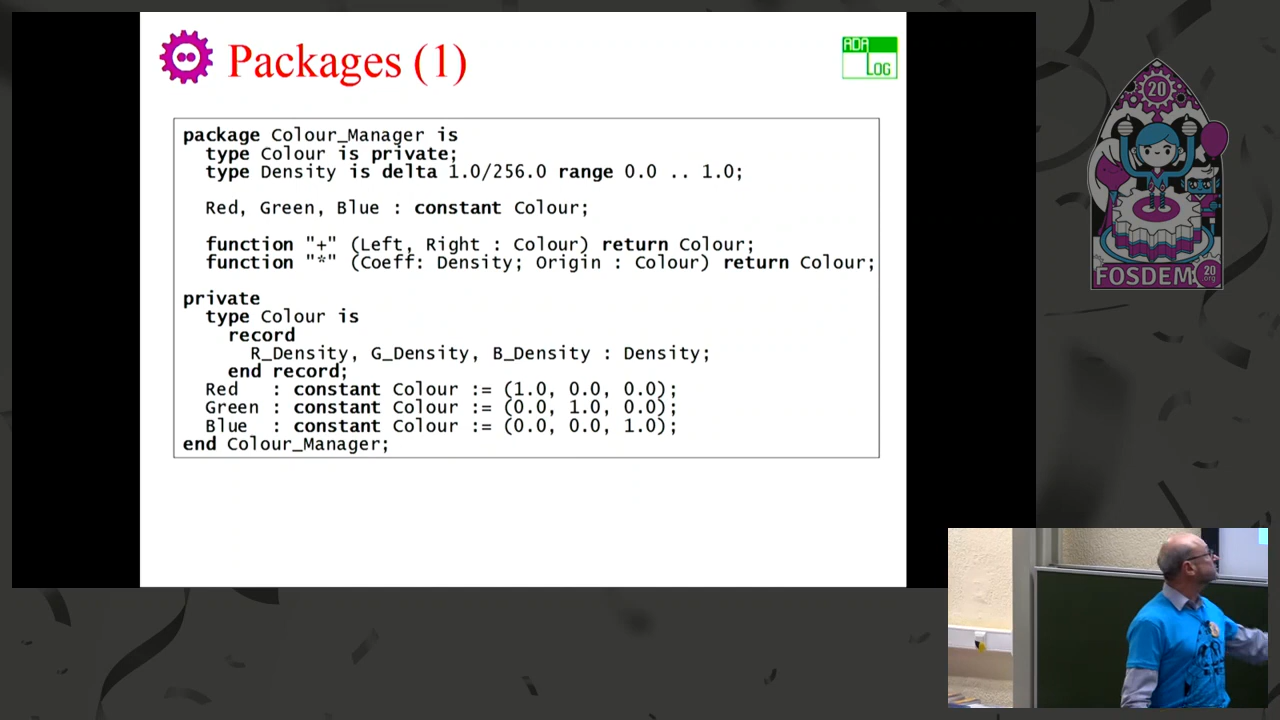 Packages (1)
ADA
LOG
package Colour_Manager is
type Colour is private;
type Density is delta 1.0/256.0 range 0.0 .. 1.0;
Red, Green, Blue : constant Colour;
function "+" (Left, Right : Colour) return Colour;
function "*" (Coeff: Density; Origin : Colour) return Colour;
private
type Colour is
record
R_Density, G_Density, B_Density : Density;
end record;
Red : constant Colour := (1.0, 0.0, 0.0);
Green : constant Colour := (0.0, 1.0, 0.0);
Blue : constant Colour := (0.0, 0.0, 1.0);
end Colour_Manager;
20
FOSDEM
20
.org